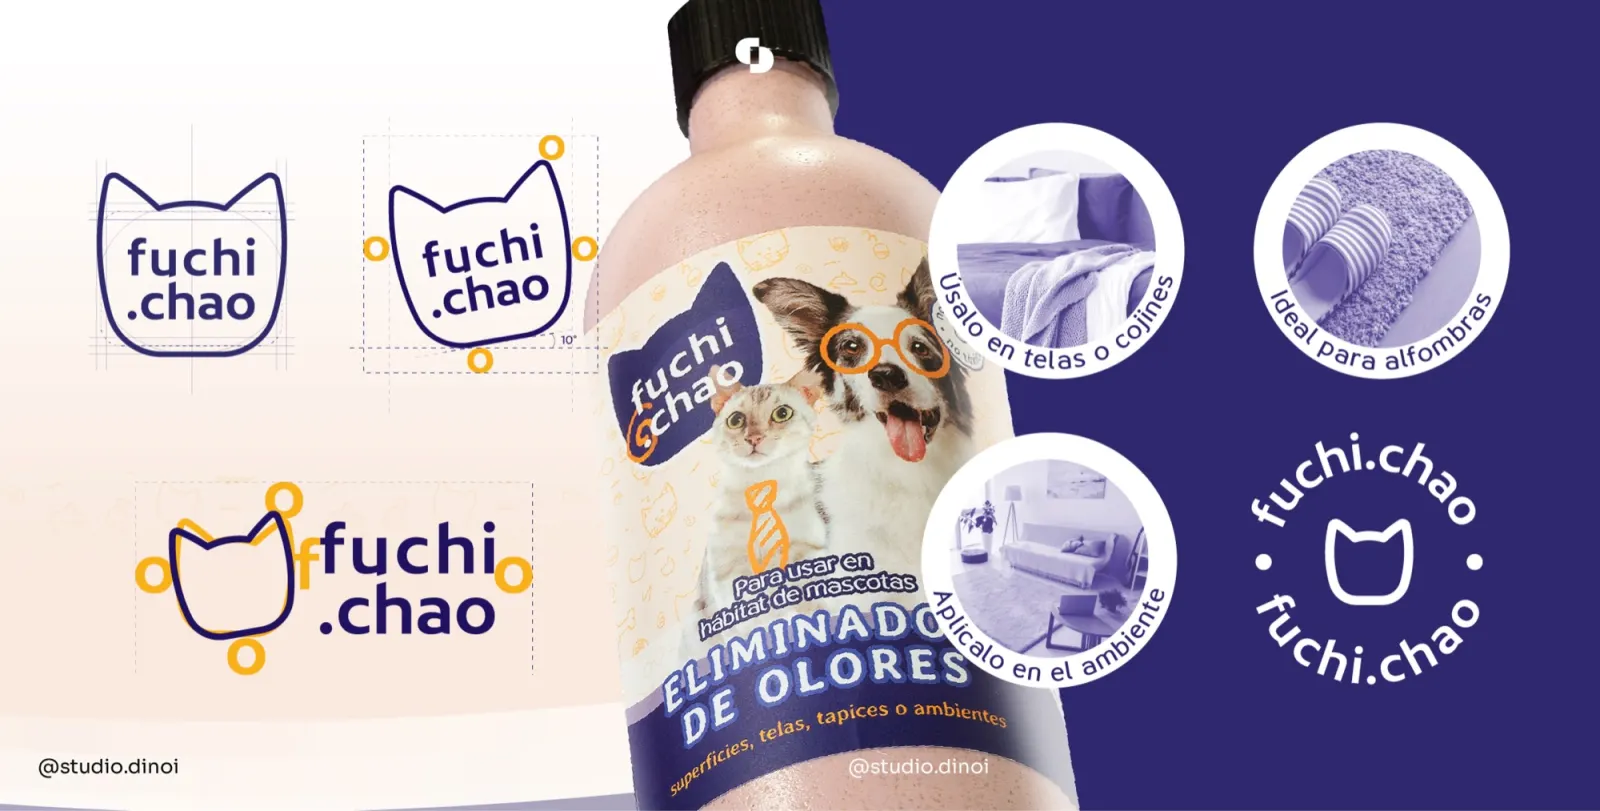 fuchi
.chao
O
O
fuchi
.chao
O
10°
O
O
O
f
fuchi
.chao
O
O
@studio.dinoi
fuchi
.chao
Para usar en
hábitat de mascotas
ELIMINADO
DE OLORES
superficies, telas, tapices o ambientes
@studio.dinoi
Úsalo en telas o cojines
Ideal para alfombras
Aplícalo en el ambiente
fuchi.chao
fuchi.chao